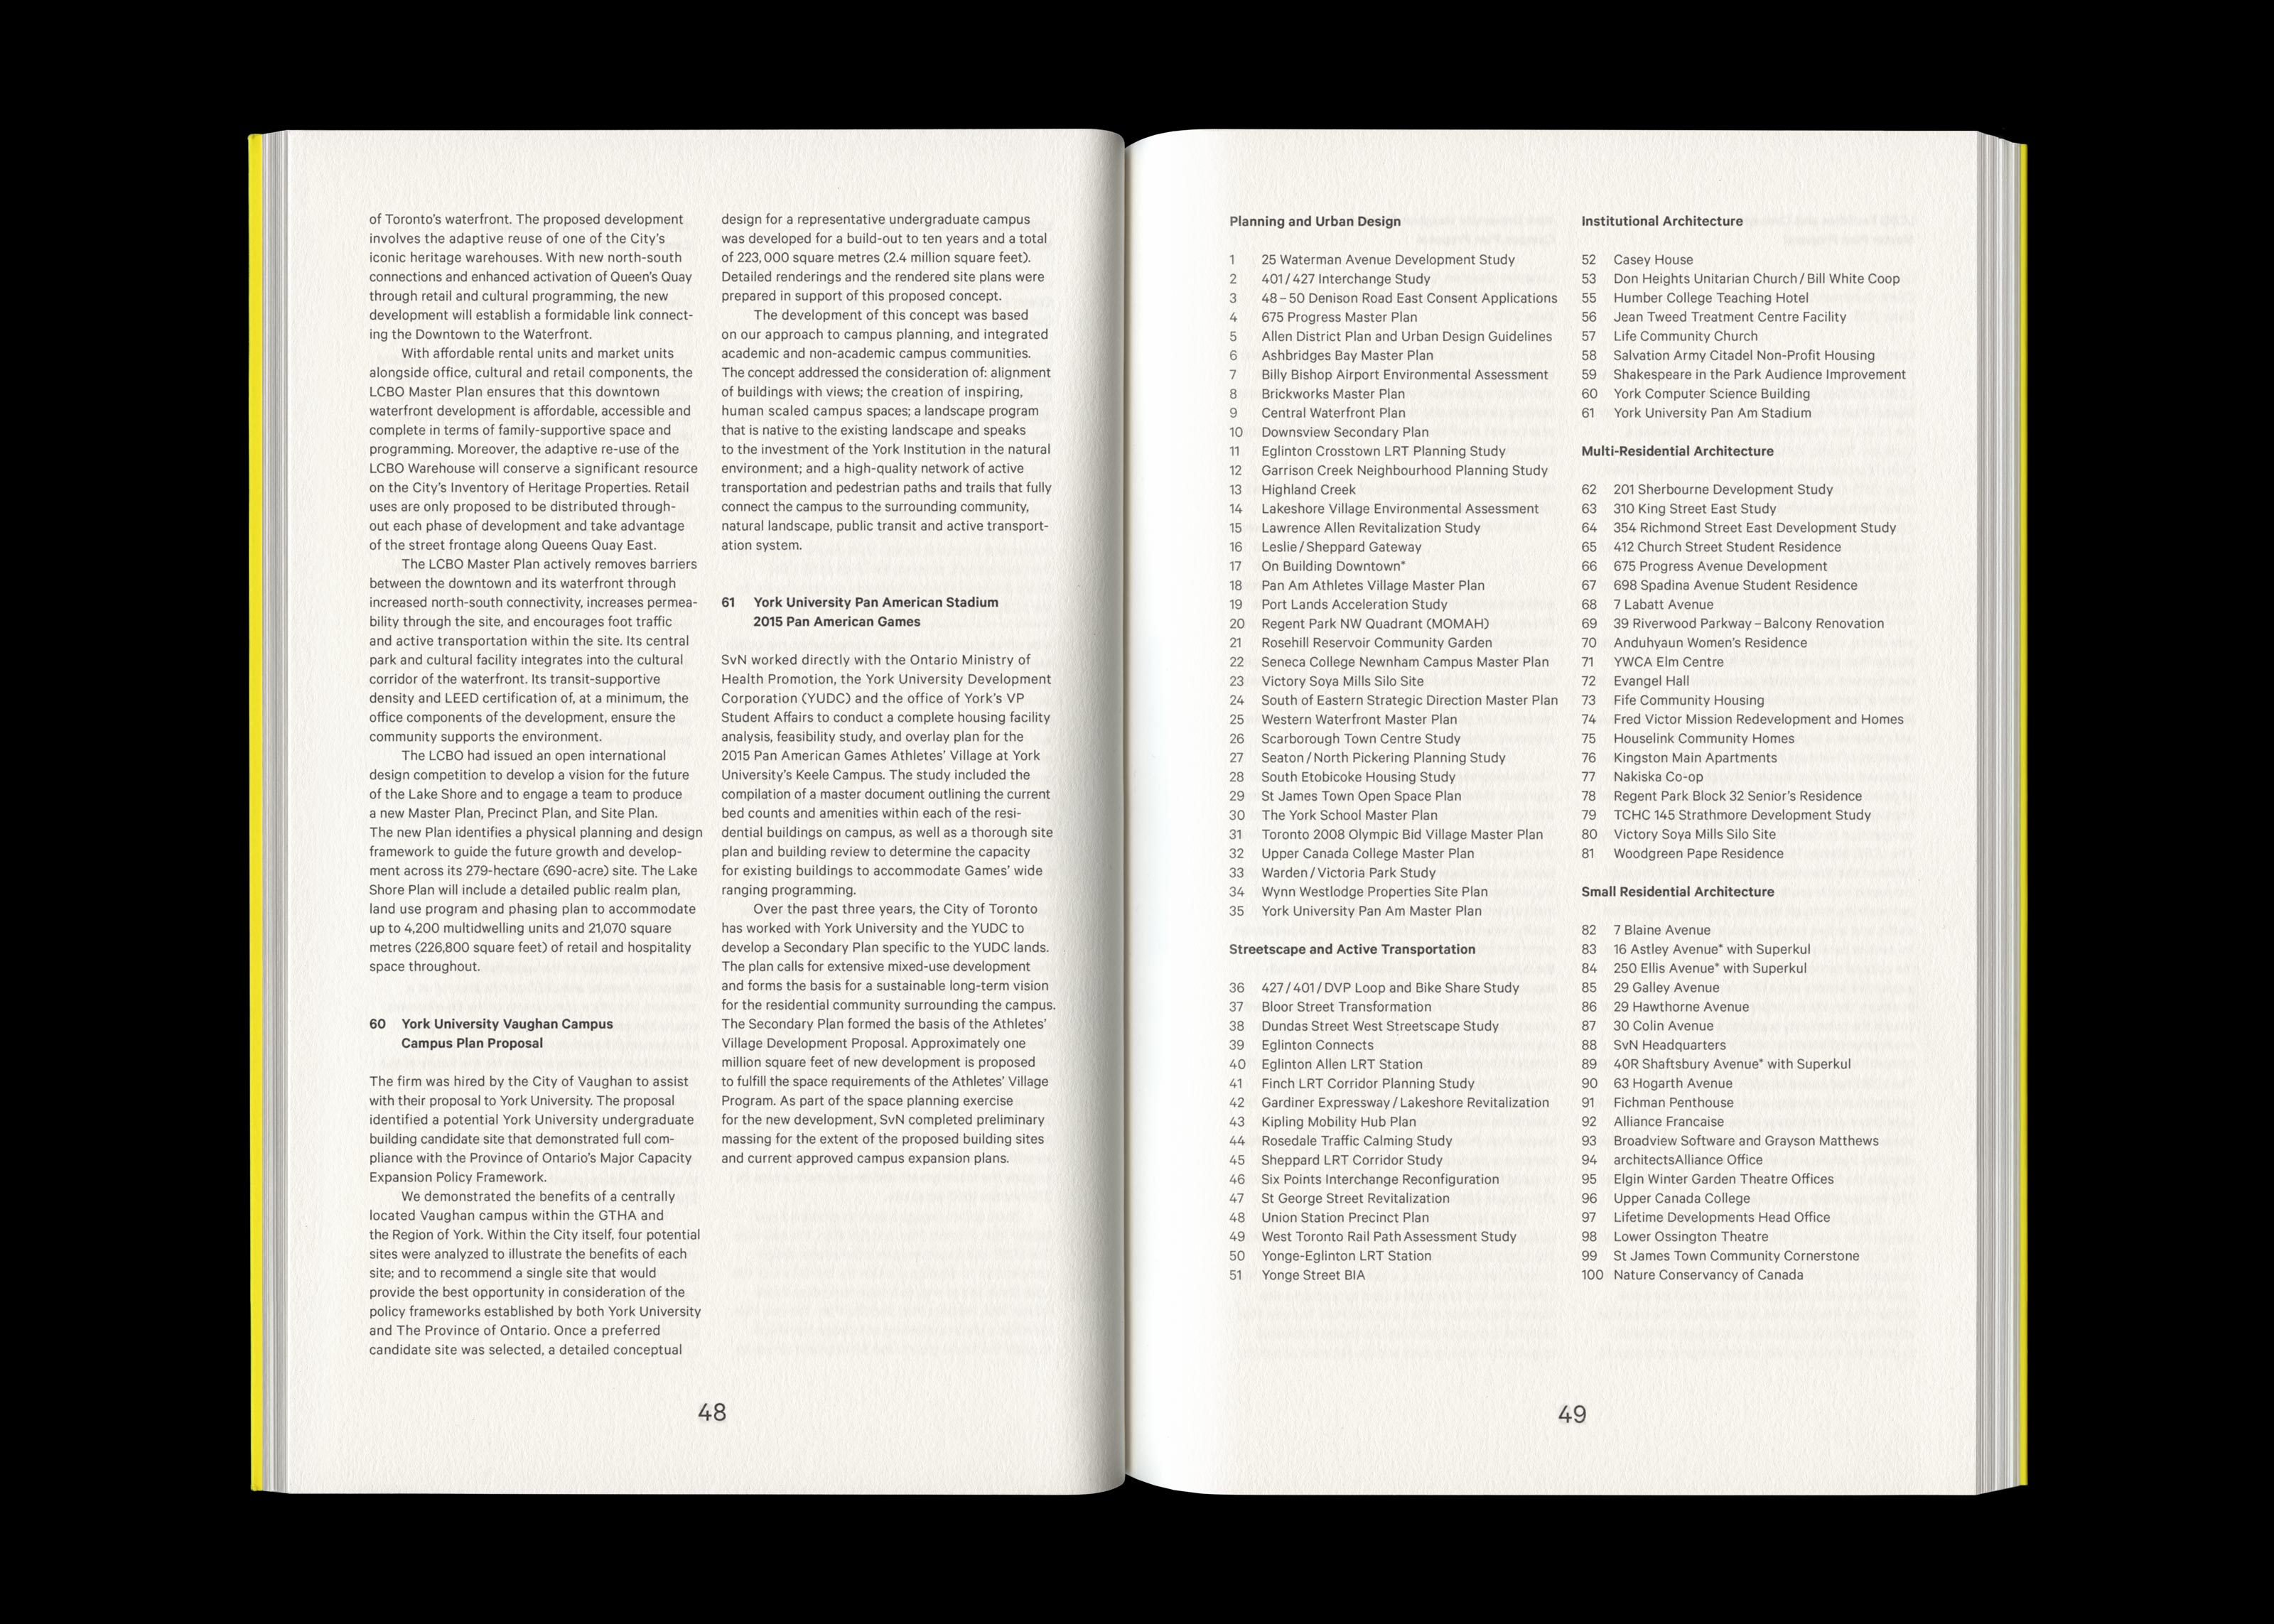 of Toronto's waterfront. The proposed development
involves the adaptive reuse of one of the City's
iconic heritage warehouses. With new north-south
connections and enhanced activation of Queen's Quay
through retail and cultural programming, the new
development will establish a formidable link connect-
ing the Downtown to the Waterfront.
With affordable rental units and market units
alongside office, cultural and retail components, the
LCBO Master Plan ensures that this downtown
waterfront development is affordable, accessible and
complete in terms of family-supportive space and
programming. Moreover, the adaptive re-use of the
LCBO Warehouse will conserve a significant resource
on the City's Inventory of Heritage Properties. Retail
uses are only proposed to be distributed through-
out each phase of development and take advantage
of the street frontage along Queens Quay East.
The LCBO Master Plan actively removes barriers
between the downtown and its waterfront through
increased north-south connectivity, increases permea-
bility through the site, and encourages foot traffic
and active transportation within the site. Its central
park and cultural facility integrates into the cultural
corridor of the waterfront. Its transit-supportive
density and LEED certification of, at a minimum, the
office components of the development, ensure the
community supports the environment.
The LCBO had issued an open international
design competition to develop a vision for the future
of the Lake Shore and to engage a team to produce
a new Master Plan, Precinct Plan, and Site Plan.
The new Plan identifies a physical planning and design
framework to guide the future growth and develop-
ment across its 279-hectare (690-acre) site. The Lake
Shore Plan will include a detailed public realm plan,
land use program and phasing plan to accommodate
up to 4,200 multidwelling units and 21,070 square
metres (226,800 square feet) of retail and hospitality
space throughout.
60 York University Vaughan Campus
Campus Plan Proposal
The firm was hired by the City of Vaughan to assist
with their proposal to York University. The proposal
identified a potential York University undergraduate
building candidate site that demonstrated full com-
pliance with the Province of Ontario's Major Capacity
Expansion Policy Framework.
We demonstrated the benefits of a centrally
located Vaughan campus within the GTHA and
the Region of York. Within the City itself, four potential
sites were analyzed to illustrate the benefits of each
site; and to recommend a single site that would
provide the best opportunity in consideration of the
policy frameworks established by both York University
and The Province of Ontario. Once a preferred
candidate site was selected, a detailed conceptual
design for a representative undergraduate campus
was developed for a build-out to ten years and a total
of 223,000 square metres (2.4 million square feet).
Detailed renderings and the rendered site plans were
prepared in support of this proposed concept.
The development of this concept was based
on our approach to campus planning, and integrated
academic and non-academic campus communities.
The concept addressed the consideration of: alignment
of buildings with views; the creation of inspiring,
human scaled campus spaces; a landscape program
that is native to the existing landscape and speaks
to the investment of the York Institution in the natural
environment; and a high-quality network of active
transportation and pedestrian paths and trails that fully
connect the campus to the surrounding community,
natural landscape, public transit and active transport-
ation system.
61 York University Pan American Stadium
2015 Pan American Games
SvN worked directly with the Ontario Ministry of
Health Promotion, the York University Development
Corporation (YUDC) and the office of York's VP
Student Affairs to conduct a complete housing facility
analysis, feasibility study, and overlay plan for the
2015 Pan American Games Athletes' Village at York
University's Keele Campus. The study included the
compilation of a master document outlining the current
bed counts and amenities within each of the resi-
dential buildings on campus, as well as a thorough site
plan and building review to determine the capacity
for existing buildings to accommodate Games' wide
ranging programming.
Over the past three years, the City of Toronto
has worked with York University and the YUDC to
develop a Secondary Plan specific to the YUDC lands.
The plan calls for extensive mixed-use development
and forms the basis for a sustainable long-term vision
for the residential community surrounding the campus.
The Secondary Plan formed the basis of the Athletes'
Village Development Proposal. Approximately one
million square feet of new development is proposed
to fulfill the space requirements of the Athletes' Village
Program. As part of the space planning exercise
for the new development, SvN completed preliminary
massing for the extent of the proposed building sites
and current approved campus expansion plans.
48
Planning and Urban Design
1 25 Waterman Avenue Development Study
2 401/427 Interchange Study
3 48–50 Denison Road East Consent Applications
4 675 Progress Master Plan
5 Allen District Plan and Urban Design Guidelines
6 Ashbridges Bay Master Plan
7 Billy Bishop Airport Environmental Assessment
8 Brickworks Master Plan
9 Central Waterfront Plan
10 Downsview Secondary Plan
11 Eglinton Crosstown LRT Planning Study
12 Garrison Creek Neighbourhood Planning Study
13 Highland Creek
14 Lakeshore Village Environmental Assessment
15 Lawrence Allen Revitalization Study
16 Leslie/Sheppard Gateway
17 On Building Downtown*
18 Pan Am Athletes Village Master Plan
19 Port Lands Acceleration Study
20 Regent Park NW Quadrant (MOMAH)
21 Rosehill Reservoir Community Garden
22 Seneca College Newnham Campus Master Plan
23 Victory Soya Mills Silo Site
24 South of Eastern Strategic Direction Master Plan
25 Western Waterfront Master Plan
26 Scarborough Town Centre Study
27 Seaton/North Pickering Planning Study
28 South Etobicoke Housing Study
29 St James Town Open Space Plan
30 The York School Master Plan
31 Toronto 2008 Olympic Bid Village Master Plan
32 Upper Canada College Master Plan
33 Warden/Victoria Park Study
34 Wynn Westlodge Properties Site Plan
35 York University Pan Am Master Plan
Streetscape and Active Transportation
36 427/401/DVP Loop and Bike Share Study
37 Bloor Street Transformation
38 Dundas Street West Streetscape Study
39 Eglinton Connects
40 Eglinton Allen LRT Station
41 Finch LRT Corridor Planning Study
42 Gardiner Expressway/Lakeshore Revitalization
43 Kipling Mobility Hub Plan
44 Rosedale Traffic Calming Study
45 Sheppard LRT Corridor Study
46 Six Points Interchange Reconfiguration
47 St George Street Revitalization
48 Union Station Precinct Plan
49 West Toronto Rail Path Assessment Study
50 Yonge-Eglinton LRT Station
51 Yonge Street BIA
Institutional Architecture
52 Casey House
53 Don Heights Unitarian Church/Bill White Coop
55 Humber College Teaching Hotel
56 Jean Tweed Treatment Centre Facility
57 Life Community Church
58 Salvation Army Citadel Non-Profit Housing
59 Shakespeare in the Park Audience Improvement
60 York Computer Science Building
61 York University Pan Am Stadium
Multi-Residential Architecture
62 201 Sherbourne Development Study
63 310 King Street East Study
64 354 Richmond Street East Development Study
65 412 Church Street Student Residence
66 675 Progress Avenue Development
67 698 Spadina Avenue Student Residence
68 7 Labatt Avenue
69 39 Riverwood Parkway–Balcony Renovation
70 Anduhyaun Women's Residence
71 YWCA Elm Centre
72 Evangel Hall
73 Fife Community Housing
74 Fred Victor Mission Redevelopment and Homes
75 Houselink Community Homes
76 Kingston Main Apartments
77 Nakiska Co-op
78 Regent Park Block 32 Senior's Residence
79 TCHC 145 Strathmore Development Study
80 Victory Soya Mills Silo Site
81 Woodgreen Pape Residence
Small Residential Architecture
82 7 Blaine Avenue
83 16 Astley Avenue* with Superkul
84 250 Ellis Avenue* with Superkul
85 29 Galley Avenue
86 29 Hawthorne Avenue
87 30 Colin Avenue
88 SvN Headquarters
89 40R Shaftsbury Avenue* with Superkul
90 63 Hogarth Avenue
91 Fichman Penthouse
92 Alliance Francaise
93 Broadview Software and Grayson Matthews
94 architectsAlliance Office
95 Elgin Winter Garden Theatre Offices
96 Upper Canada College
97 Lifetime Developments Head Office
98 Lower Ossington Theatre
99 St James Town Community Cornerstone
100 Nature Conservancy of Canada
49